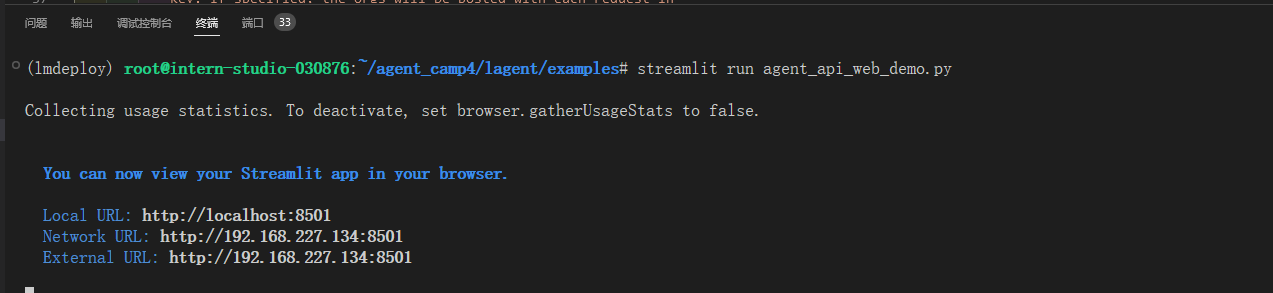 问题 输出 调试控制台 终端 端口 33
(lmdeploy) root@intern-studio-030876:~/agent_camp4/lagent/examples# streamlit run agent_api_web_demo.py
Collecting usage statistics. To deactivate, set browser.gatherUsageStats to false.
You can now view your Streamlit app in your browser.
Local URL: http://localhost:8501
Network URL: http://192.168.227.134:8501
External URL: http://192.168.227.134:8501